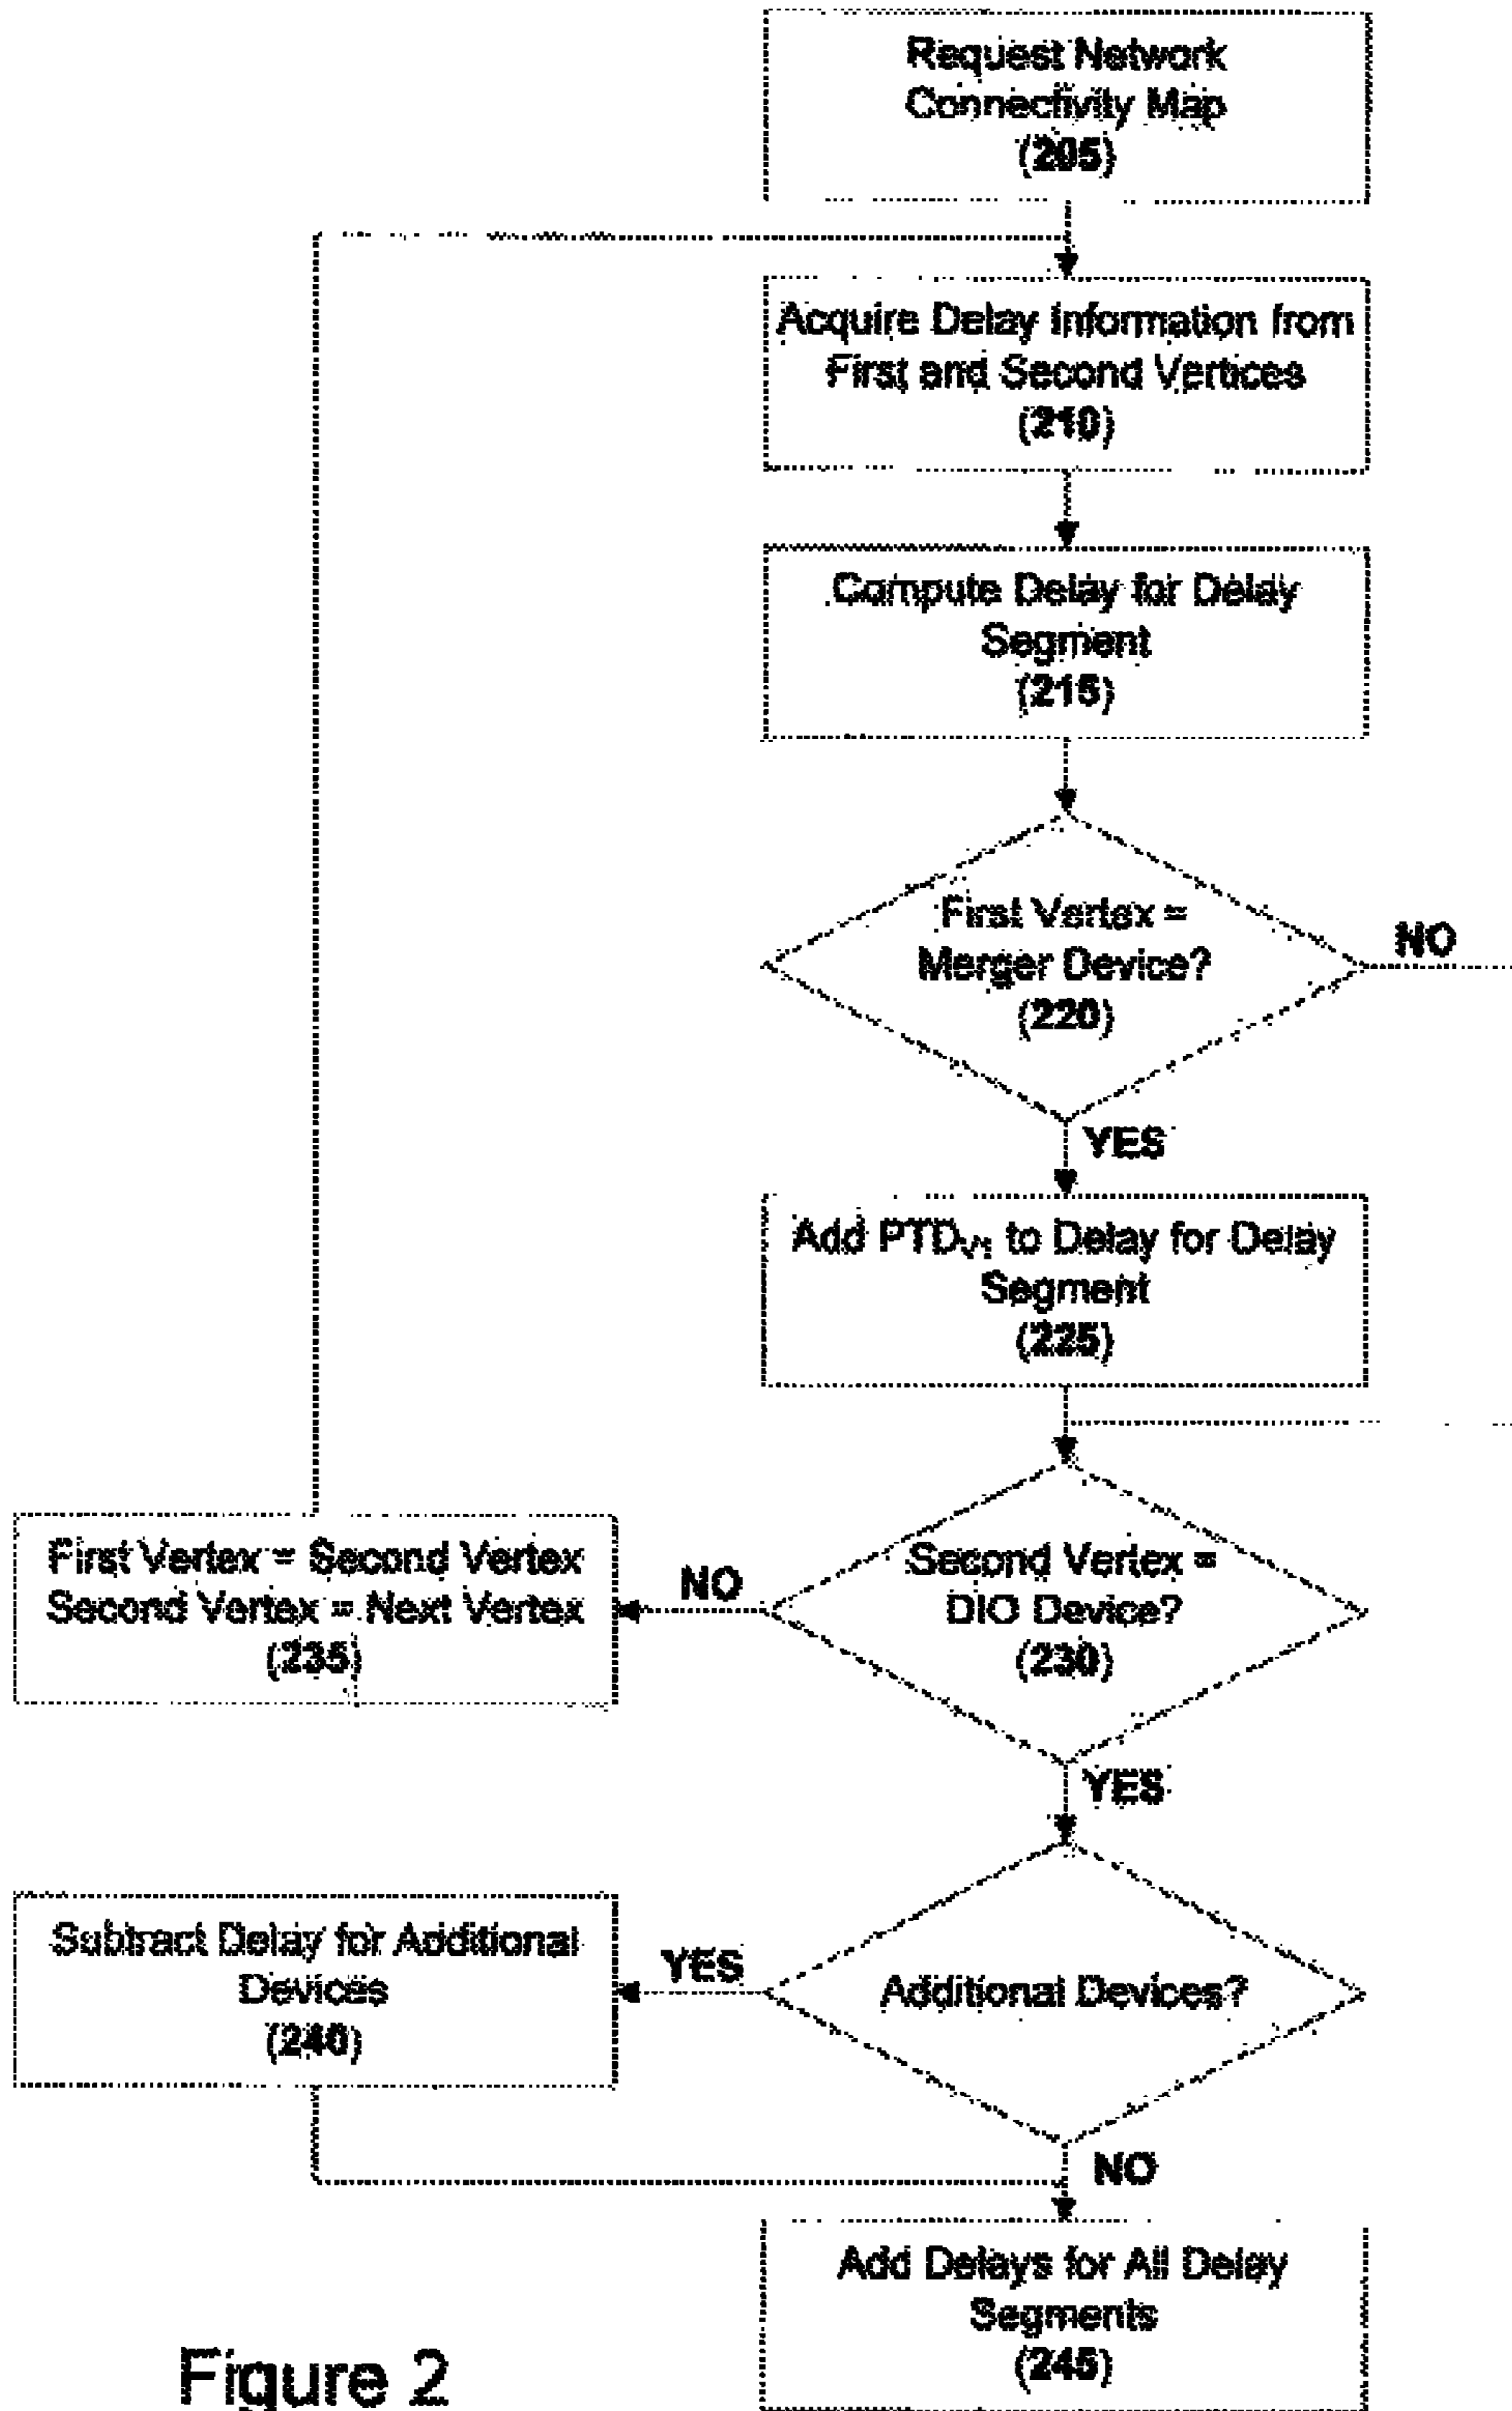 Request Network
Connectivity Map
(205)
Acquire Delay Information from
First and Second Vertices
(210)
Compute Delay for Delay
Segment
(215)
First Vertex =
Merger Device?
(220)
NO
YES
Add PTDV1 to Delay for Delay
Segment
(225)
Second Vertex =
DIO Device?
(230)
NO
First Vertex = Second Vertex
Second Vertex = Next Vertex
(235)
YES
Additional Devices?
YES
Subtract Delay for Additional
Devices
(240)
NO
Add Delays for All Delay
Segments
(245)
Figure 2